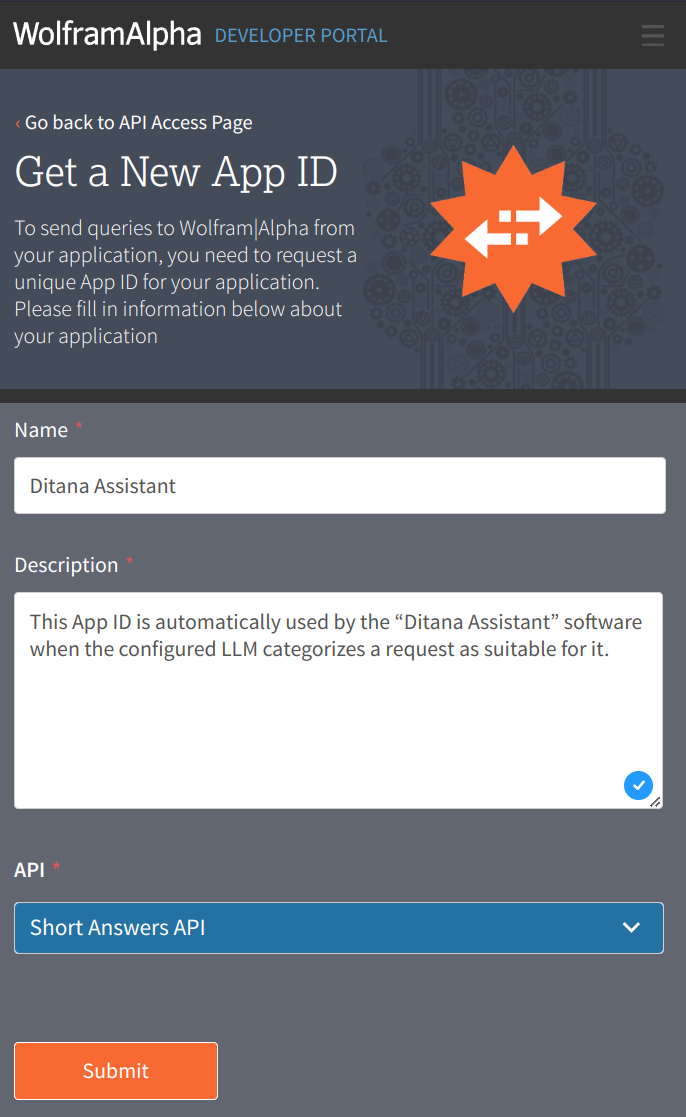 WolframAlpha DEVELOPER PORTAL
‹ Go back to API Access Page
Get a New App ID
To send queries to Wolfram|Alpha from
your application, you need to request a
unique App ID for your application.
Please fill in information below about
your application
Name *
Ditana Assistant
Description *
This App ID is automatically used by the “Ditana Assistant” software
when the configured LLM categorizes a request as suitable for it.
API *
Short Answers API
Submit